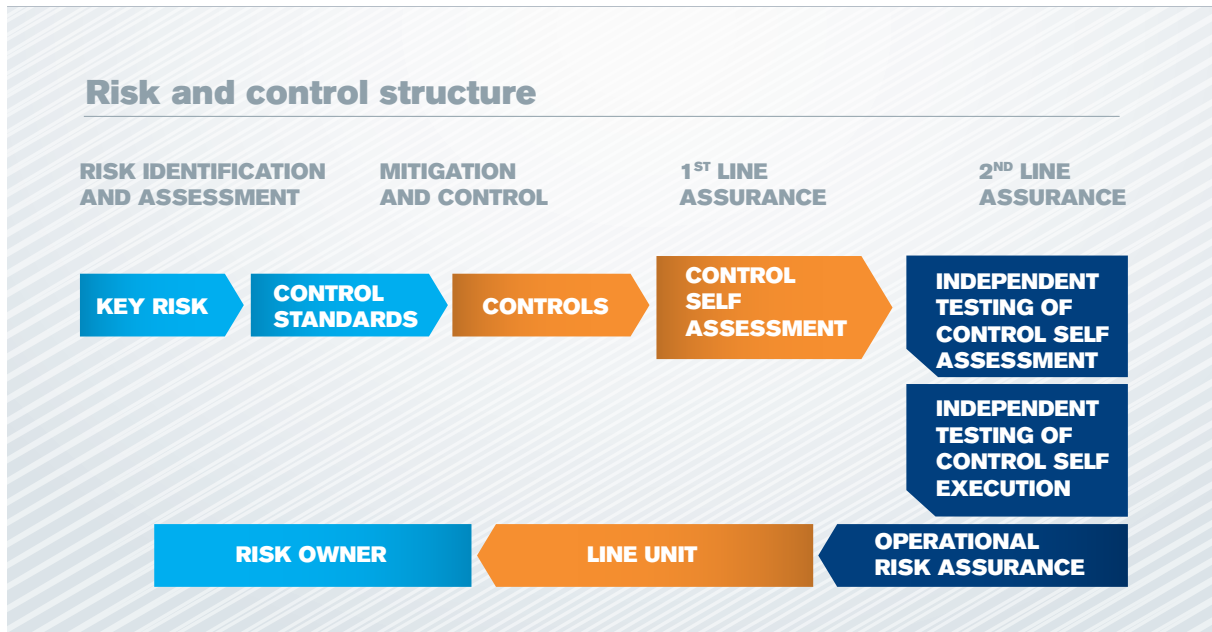 Risk and control structure
RISK IDENTIFICATION
AND ASSESSMENT
MITIGATION
AND CONTROL
1ST LINE
ASSURANCE
2ND LINE
ASSURANCE
KEY RISK
CONTROL
STANDARDS
CONTROLS
CONTROL
SELF
ASSESSMENT
INDEPENDENT
TESTING OF
CONTROL SELF
ASSESSMENT
INDEPENDENT
TESTING OF
CONTROL SELF
EXECUTION
RISK OWNER
LINE UNIT
OPERATIONAL
RISK ASSURANCE